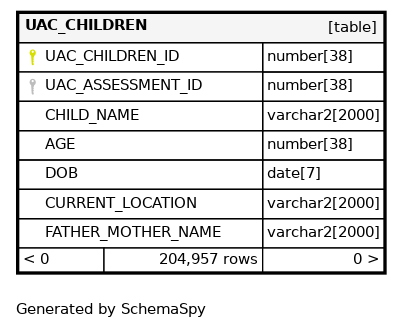 UAC_CHILDREN [table]
UAC_CHILDREN_ID number[38]
UAC_ASSESSMENT_ID number[38]
CHILD_NAME varchar2[2000]
AGE number[38]
DOB date[7]
CURRENT_LOCATION varchar2[2000]
FATHER_MOTHER_NAME varchar2[2000]
< 0 204,957 rows 0 >
Generated by SchemaSpy